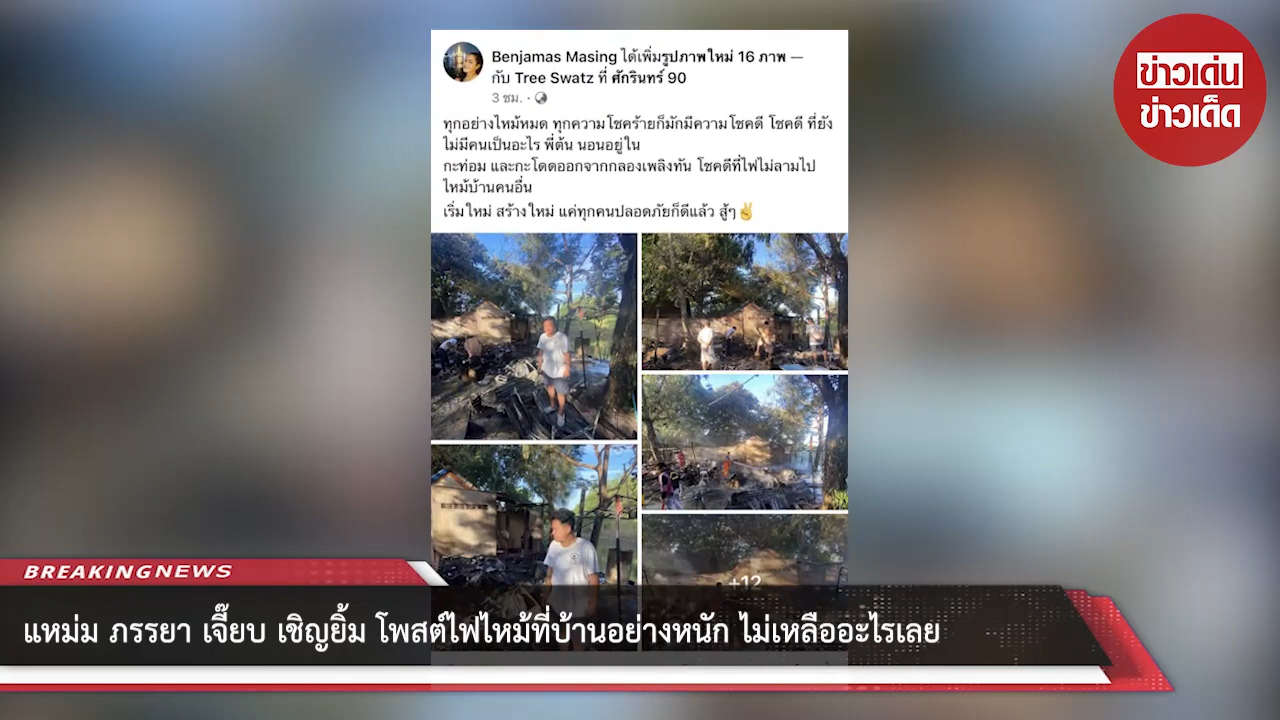 Benjamas Masing ได้เพิ่มรูปภาพใหม่ 16 ภาพ —
กับ Tree Swatz ที่ ศักรินทร์ 90
3 ชม. ·
ทุกอย่างไหม้หมด ทุกความโชคร้ายก็มักมีความโชคดี โชคดี ที่ยัง
ไม่มีคนเป็นอะไร พี่ต้น นอนอยู่ใน
กะท่อม และกะโดดออกจากกลองเพลิงทัน โชคดีที่ไฟไม่ลามไป
ไหม้บ้านคนอื่น
เริ่มใหม่ สร้างใหม่ แค่ทุกคนปลอดภัยก็ดีแล้ว สู้ๆ✌️
ข่าวเด่น
ข่าวเด็ด
+12
BREAKING NEWS
แหม่ม ภรรยา เจี๊ยบ เชิญยิ้ม โพสต์ไฟไหม้ที่บ้านอย่างหนัก ไม่เหลืออะไรเลย